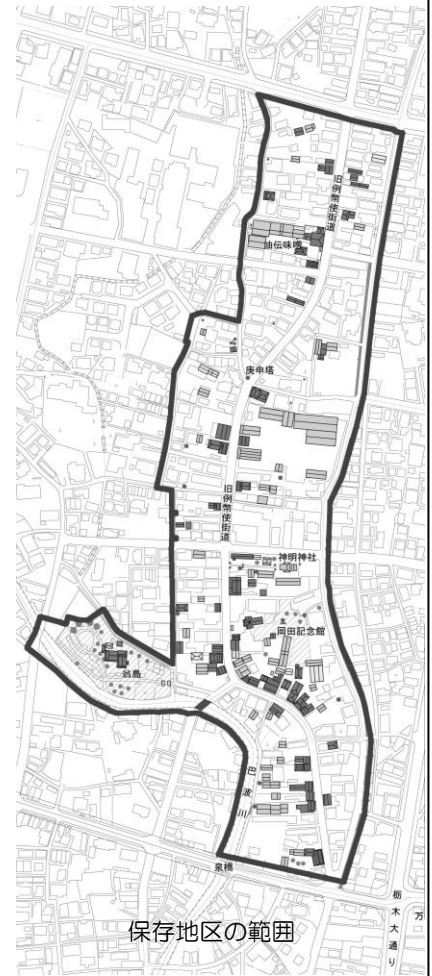 旧例幣使街道
油伝味噌
庚申塔
旧例幣使街道
神明神社
岡田記念館
翁島
巴波川
泉橋
栃木大通り
万
保存地区の範囲